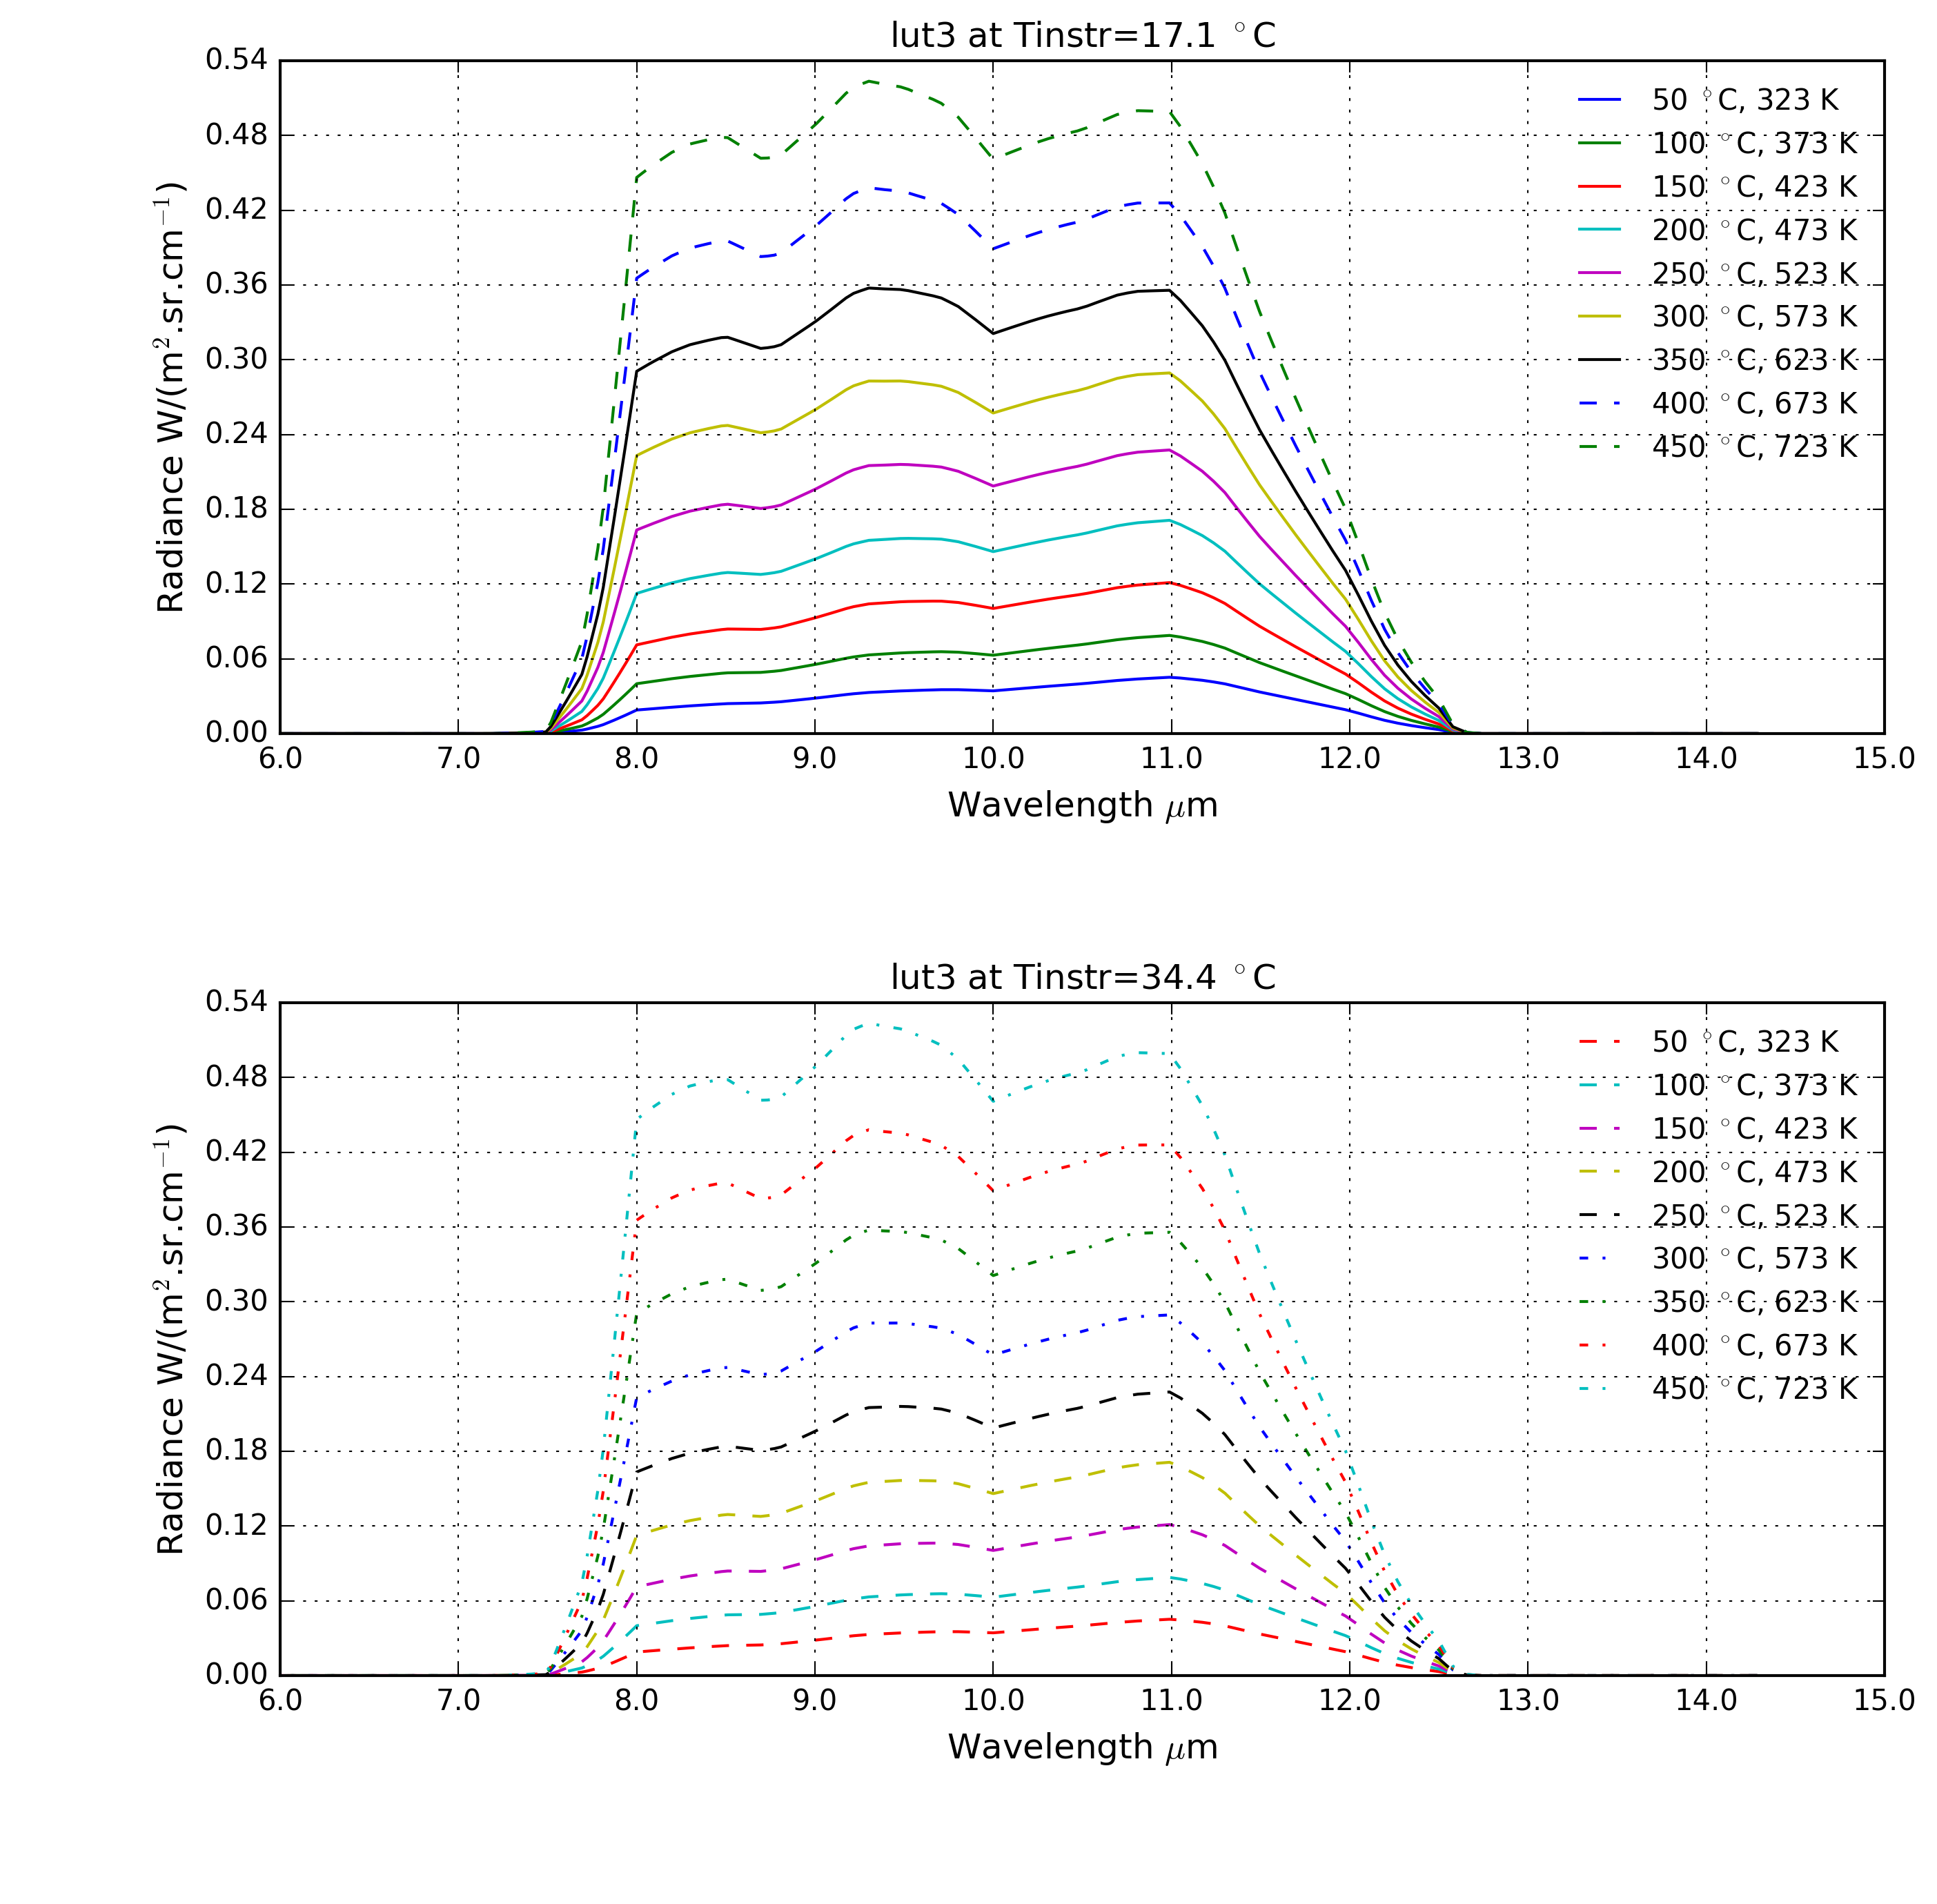 lut3 at Tinstr=17.1 °C
Radiance W/(m².sr.cm⁻¹)
0.54
0.48
0.42
0.36
0.30
0.24
0.18
0.12
0.06
0.00
50 °C, 323 K
100 °C, 373 K
150 °C, 423 K
200 °C, 473 K
250 °C, 523 K
300 °C, 573 K
350 °C, 623 K
400 °C, 673 K
450 °C, 723 K
6.0 7.0 8.0 9.0 10.0 11.0 12.0 13.0 14.0 15.0
Wavelength μm
lut3 at Tinstr=34.4 °C
Radiance W/(m².sr.cm⁻¹)
0.54
0.48
0.42
0.36
0.30
0.24
0.18
0.12
0.06
0.00
50 °C, 323 K
100 °C, 373 K
150 °C, 423 K
200 °C, 473 K
250 °C, 523 K
300 °C, 573 K
350 °C, 623 K
400 °C, 673 K
450 °C, 723 K
6.0 7.0 8.0 9.0 10.0 11.0 12.0 13.0 14.0 15.0
Wavelength μm